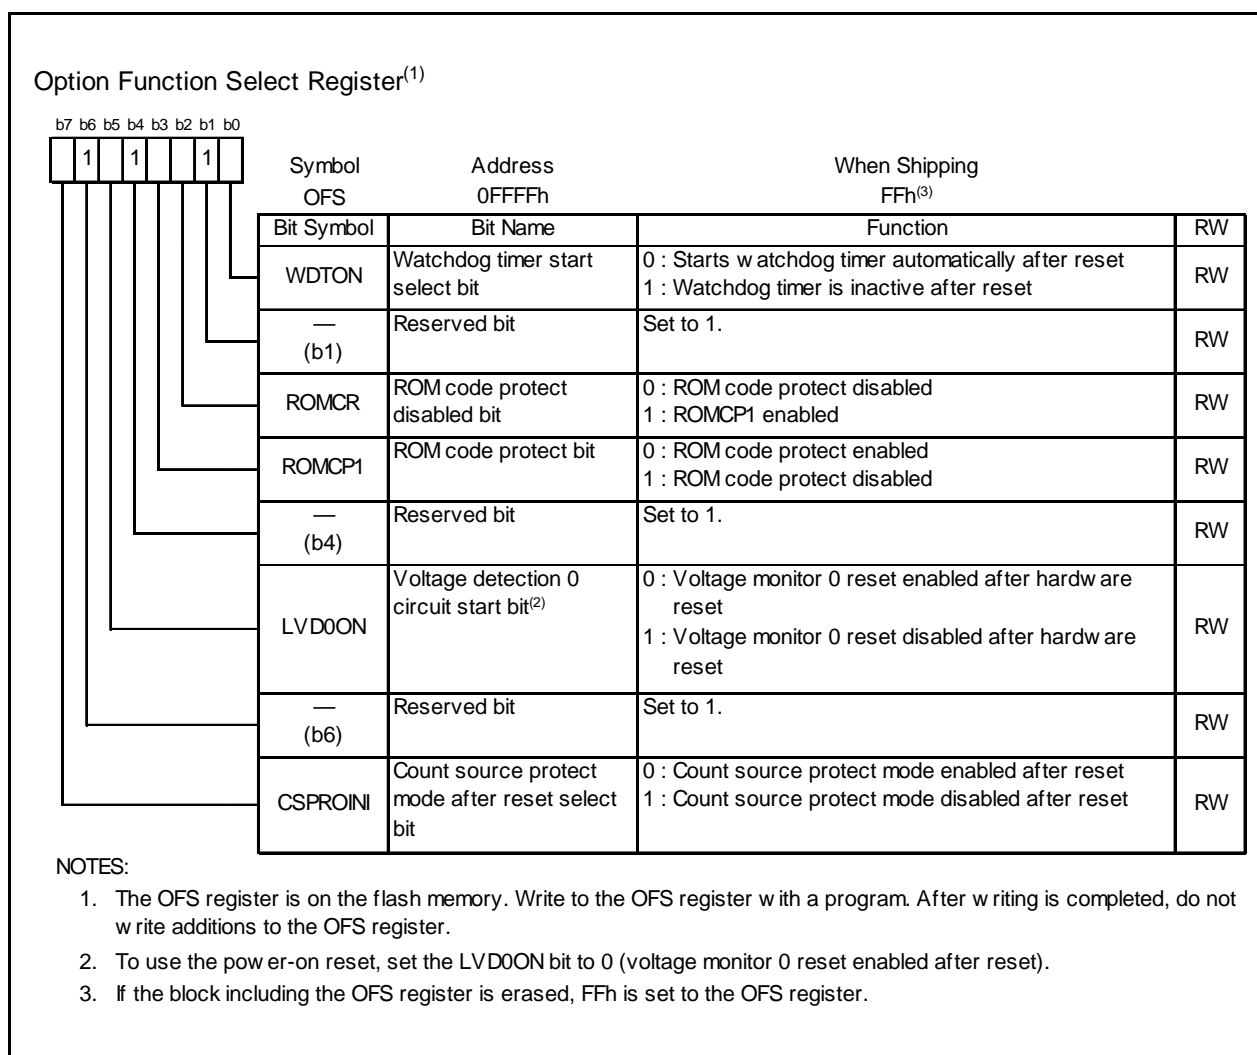 Option Function Select Register(1)
b7 b6 b5 b4 b3 b2 b1 b0
1 1 1
Symbol Address When Shipping
OFS 0FFFFh FFh(3)
Bit Symbol Bit Name Function RW
WDTON Watchdog timer start select bit 0 : Starts watchdog timer automatically after reset
1 : Watchdog timer is inactive after reset RW
— (b1) Reserved bit Set to 1. RW
ROMCR ROM code protect disabled bit 0 : ROM code protect disabled
1 : ROMCP1 enabled RW
ROMCP1 ROM code protect bit 0 : ROM code protect enabled
1 : ROM code protect disabled RW
— (b4) Reserved bit Set to 1. RW
LVD0ON Voltage detection 0 circuit start bit(2) 0 : Voltage monitor 0 reset enabled after hardware reset
1 : Voltage monitor 0 reset disabled after hardware reset RW
— (b6) Reserved bit Set to 1. RW
CSPROINI Count source protect mode after reset select bit 0 : Count source protect mode enabled after reset
1 : Count source protect mode disabled after reset RW
NOTES:
1. The OFS register is on the flash memory. Write to the OFS register with a program. After writing is completed, do not
write additions to the OFS register.
2. To use the power-on reset, set the LVD0ON bit to 0 (voltage monitor 0 reset enabled after reset).
3. If the block including the OFS register is erased, FFh is set to the OFS register.